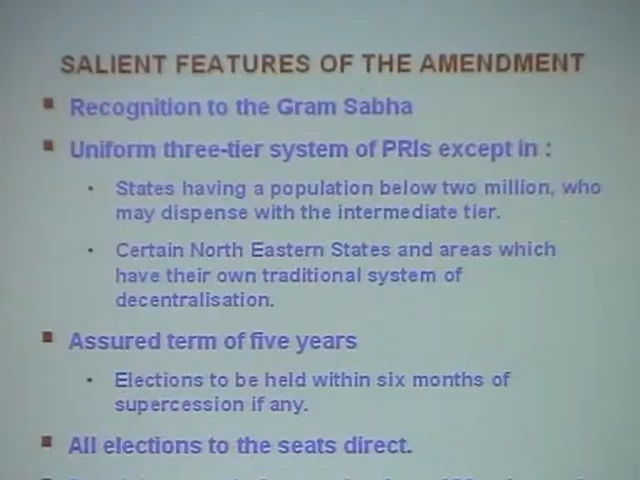 SALIENT FEATURES OF THE AMENDMENT
Recognition to the Gram Sabha
Uniform three-tier system of PRIs except in :
States having a population below two million, who
may dispense with the intermediate tier.
Certain North Eastern States and areas which
have their own traditional system of
decentralisation.
Assured term of five years
Elections to be held within six months of
supercession if any.
All elections to the seats direct.